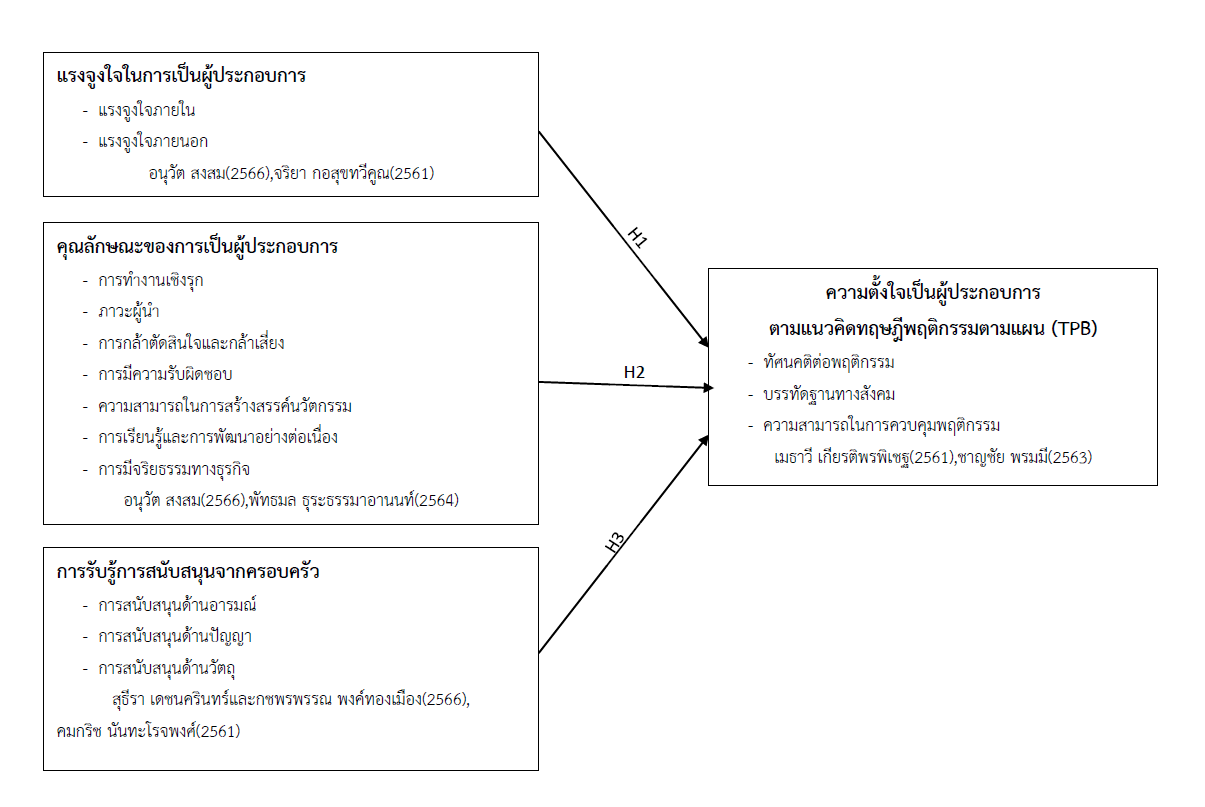 แรงจูงใจในการเป็นผู้ประกอบการ
- แรงจูงใจภายใน
- แรงจูงใจภายนอก
อนุวัต สงสม(2566),จริยา กอสุขทวีคูณ(2561)
H1
คุณลักษณะของการเป็นผู้ประกอบการ
- การทำงานเชิงรุก
- ภาวะผู้นำ
- การกล้าตัดสินใจและกล้าเสี่ยง
- การมีความรับผิดชอบ
- ความสามารถในการสร้างสรรค์นวัตกรรม
- การเรียนรู้และการพัฒนาอย่างต่อเนื่อง
- การมีจริยธรรมทางธุรกิจ
อนุวัต สงสม(2566),พัทธมล ธุระธรรมาอานนท์(2564)
H2
ความตั้งใจเป็นผู้ประกอบการ
ตามแนวคิดทฤษฎีพฤติกรรมตามแผน (TPB)
- ทัศนคติต่อพฤติกรรม
- บรรทัดฐานทางสังคม
- ความสามารถในการควบคุมพฤติกรรม
เมธาวี เกียรติพรพิเชฐ(2561),ชาญชัย พรมมี(2563)
H3
การรับรู้การสนับสนุนจากครอบครัว
- การสนับสนุนด้านอารมณ์
- การสนับสนุนด้านปัญญา
- การสนับสนุนด้านวัตถุ
สุธีรา เดชนครินทร์และกชพรพรรณ พงค์ทองเมือง(2566),
คมกริช นันทะโรจพงศ์(2561)